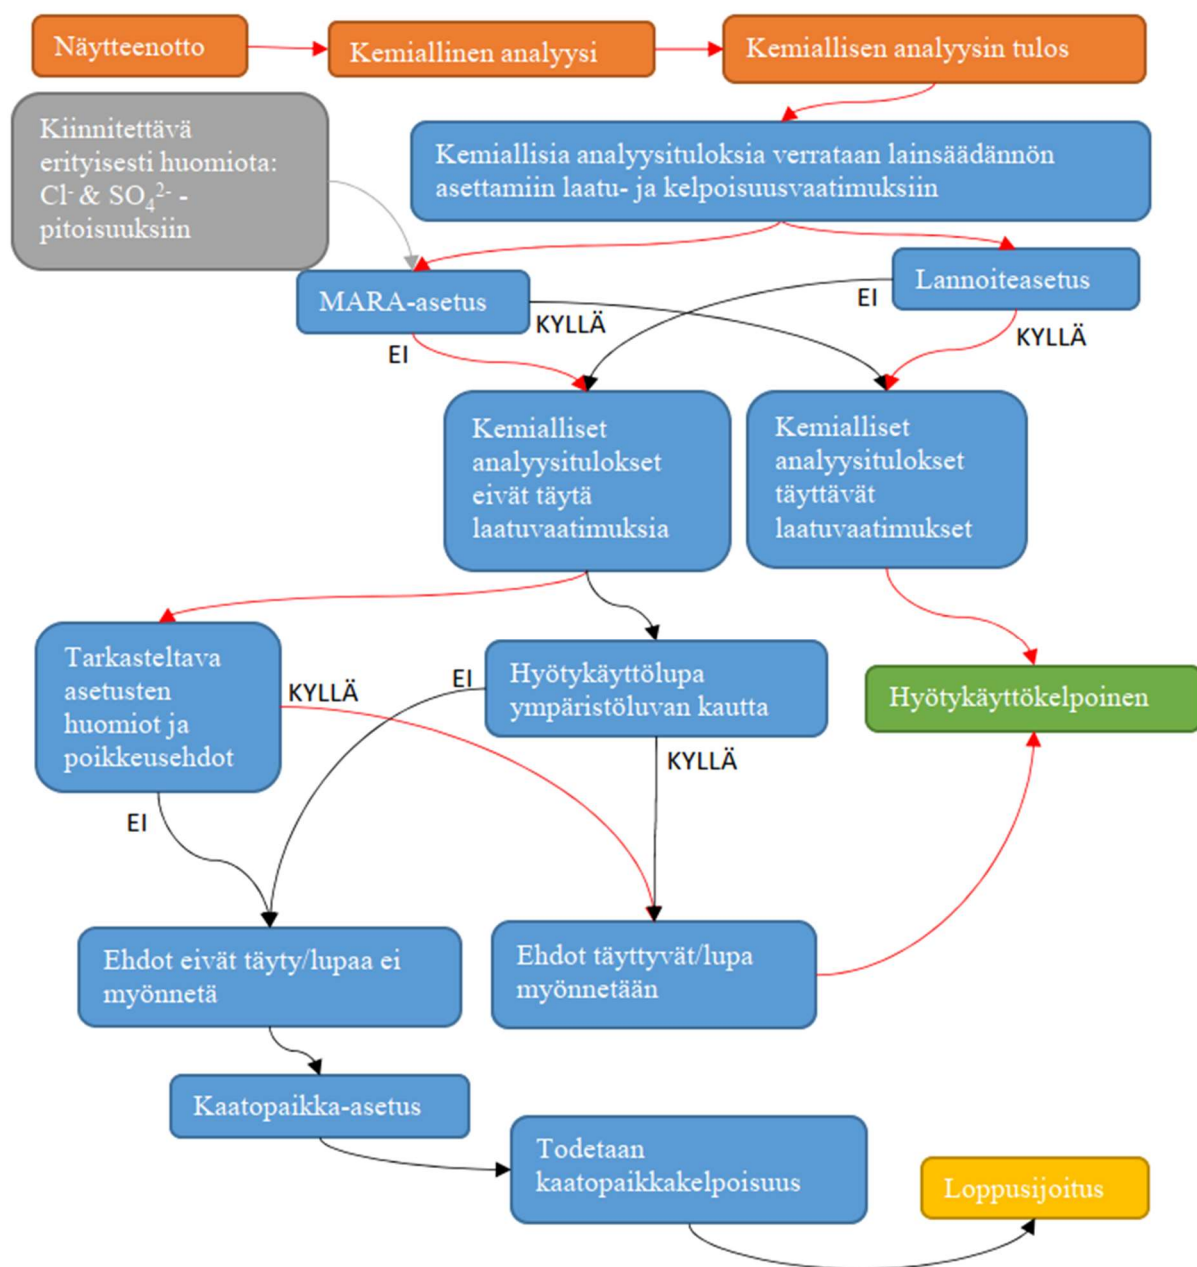 Näytteenotto
Kemiallinen analyysi
Kemiallisen analyysin tulos
Kiinnitettävä
erityisesti huomiota:
Cl⁻ & SO₄²⁻ -
pitoisuuksiin
Kemiallisia analyysituloksia verrataan lainsäädännön
asettamiin laatu- ja kelpoisuusvaatimuksiin
MARA-asetus
Lannoiteasetus
EI
KYLLÄ
EI
KYLLÄ
Kemialliset
analyysitulokset
eivät täytä
laatuvaatimuksia
Kemialliset
analyysitulokset
täyttävät
laatuvaatimukset
Tarkasteltava
asetusten
huomiot ja
poikkeusehdot
KYLLÄ
EI
Hyötykäyttölupa
ympäristöluvan kautta
Hyötykäyttökelpoinen
KYLLÄ
EI
Ehdot eivät täyty/lupaa ei
myönnetä
Ehdot täyttyvät/lupa
myönnetään
Kaatopaikka-asetus
Todetaan
kaatopaikkakelpoisuus
Loppusijoitus